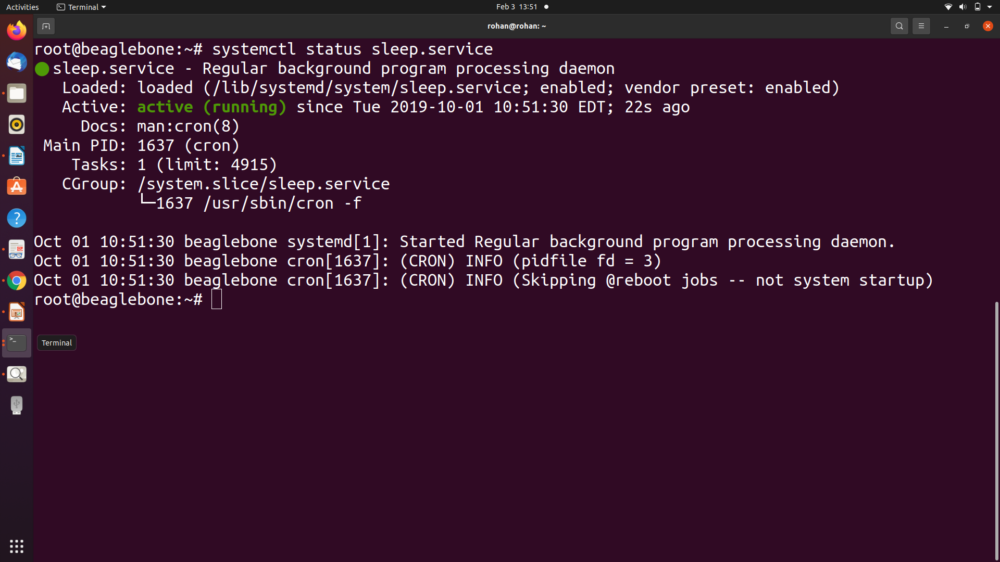 Activities Terminal Feb 3 13:51
rohan@rohan: ~
root@beaglebone:~# systemctl status sleep.service
● sleep.service - Regular background program processing daemon
Loaded: loaded (/lib/systemd/system/sleep.service; enabled; vendor preset: enabled)
Active: active (running) since Tue 2019-10-01 10:51:30 EDT; 22s ago
Docs: man:cron(8)
Main PID: 1637 (cron)
Tasks: 1 (limit: 4915)
CGroup: /system.slice/sleep.service
└─1637 /usr/sbin/cron -f
Oct 01 10:51:30 beaglebone systemd[1]: Started Regular background program processing daemon.
Oct 01 10:51:30 beaglebone cron[1637]: (CRON) INFO (pidfile fd = 3)
Oct 01 10:51:30 beaglebone cron[1637]: (CRON) INFO (Skipping @reboot jobs -- not system startup)
root@beaglebone:~#
Terminal